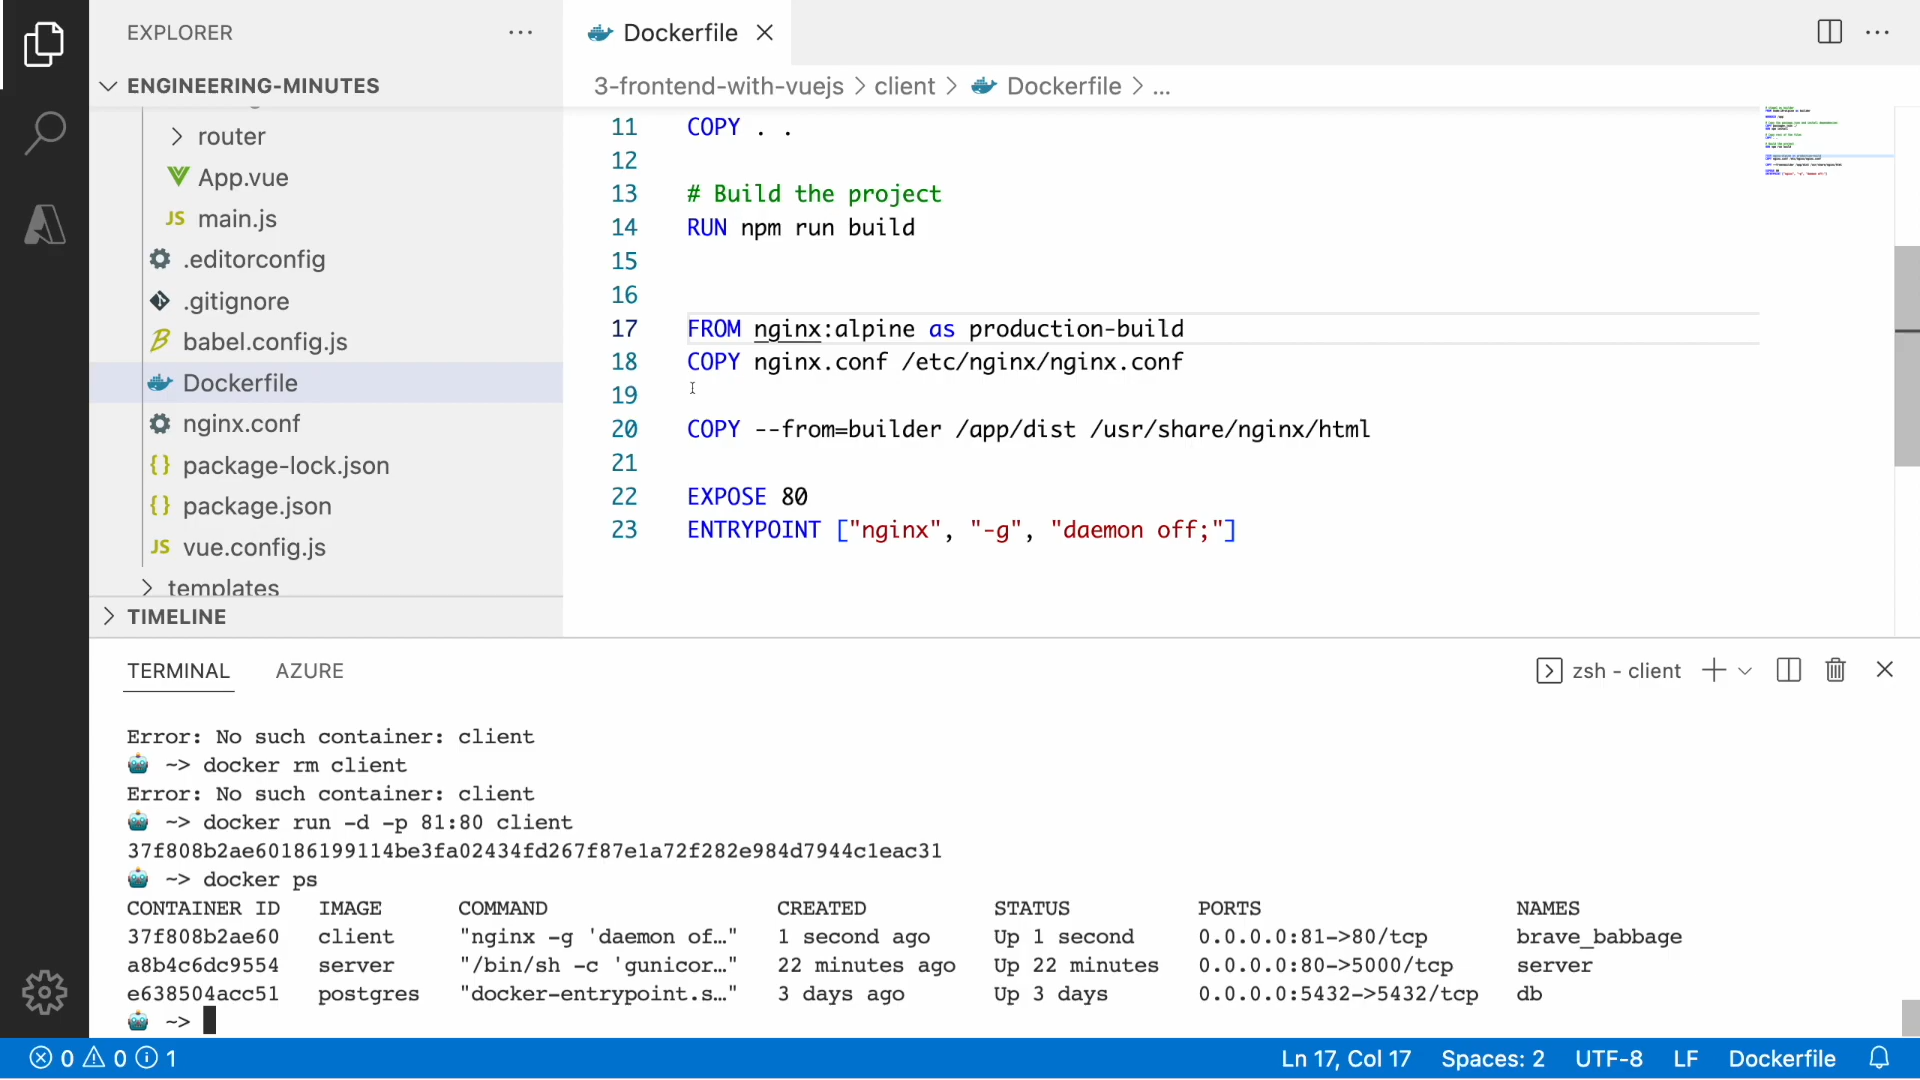 EXPLORER
ENGINEERING-MINUTES
router
App.vue
JS main.js
.editorconfig
.gitignore
babel.config.js
Dockerfile
nginx.conf
{} package-lock.json
{} package.json
JS vue.config.js
templates
TIMELINE
Dockerfile
3-frontend-with-vuejs > client > Dockerfile > ...
11 COPY . .
12
13 # Build the project
14 RUN npm run build
15
16
17 FROM nginx:alpine as production-build
18 COPY nginx.conf /etc/nginx/nginx.conf
19
20 COPY --from=builder /app/dist /usr/share/nginx/html
21
22 EXPOSE 80
23 ENTRYPOINT ["nginx", "-g", "daemon off;"]
TERMINAL AZURE
zsh - client
Error: No such container: client
~> docker rm client
Error: No such container: client
~> docker run -d -p 81:80 client
37f808b2ae60186199114be3fa02434fd267f87e1a72f282e984d7944c1eac31
~> docker ps
CONTAINER ID IMAGE COMMAND CREATED STATUS PORTS NAMES
37f808b2ae60 client "nginx -g 'daemon of…" 1 second ago Up 1 second 0.0.0.0:81->80/tcp brave_babbage
a8b4c6dc9554 server "/bin/sh -c 'gunicor…" 22 minutes ago Up 22 minutes 0.0.0.0:80->5000/tcp server
e638504acc51 postgres "docker-entrypoint.s…" 3 days ago Up 3 days 0.0.0.0:5432->5432/tcp db
~>
0 0 1
Ln 17, Col 17 Spaces: 2 UTF-8 LF Dockerfile